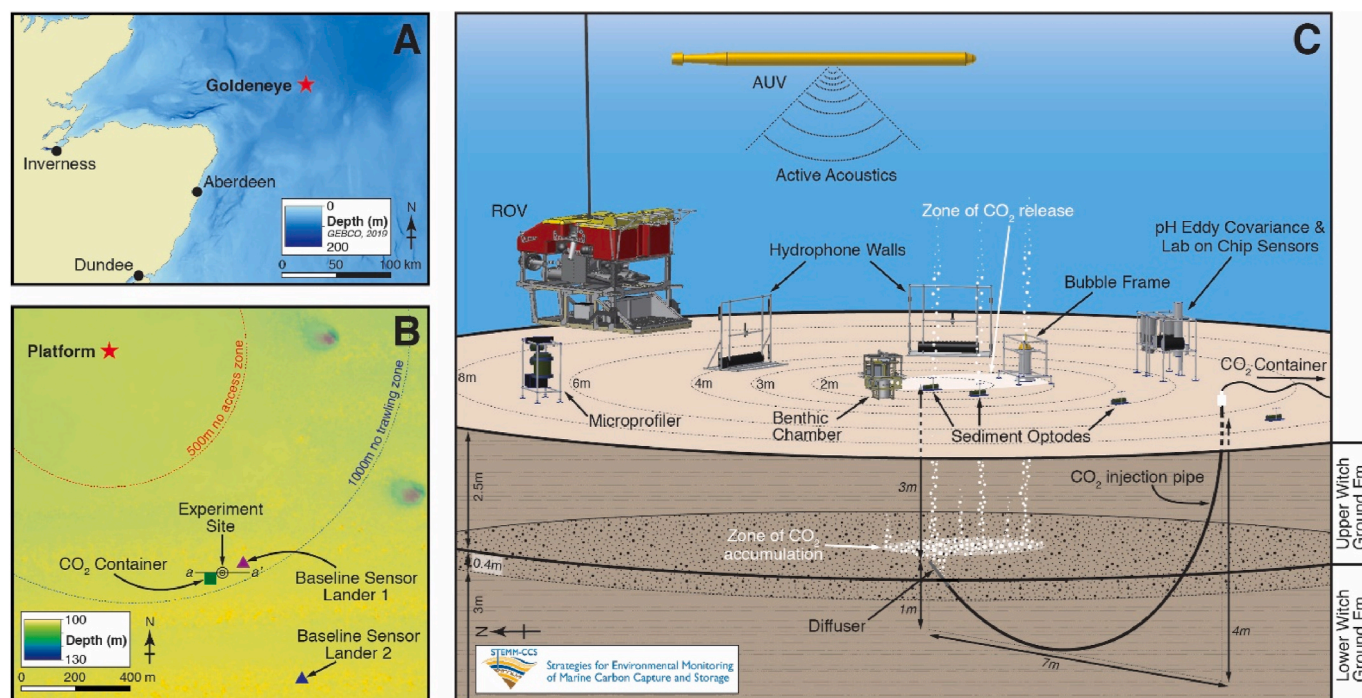 A
Goldeneye
Inverness
Aberdeen
Dundee
0
Depth (m)
GEBCO, 2019
200
N
0 50 100 km
B
Platform
500m no access zone
1000m no trawling zone
Experiment
Site
CO₂ Container
a a'
Baseline Sensor
Lander 1
Baseline Sensor
Lander 2
100
Depth (m)
130
N
0 200 400 m
C
AUV
Active Acoustics
ROV
Zone of CO₂ release
Hydrophone Walls
pH Eddy Covariance &
Lab on Chip Sensors
Bubble Frame
CO₂ Container
8m 6m 4m 3m 2m
Microprofiler
Benthic
Chamber
Sediment Optodes
2.5m
3m
CO₂ injection pipe
Zone of CO₂
accumulation
0.4m
3m
1m
Diffuser
7m
4m
N
Upper Witch
Ground Fm
Lower Witch
Ground Fm
STEMM-CCS
Strategies for Environmental Monitoring
of Marine Carbon Capture and Storage